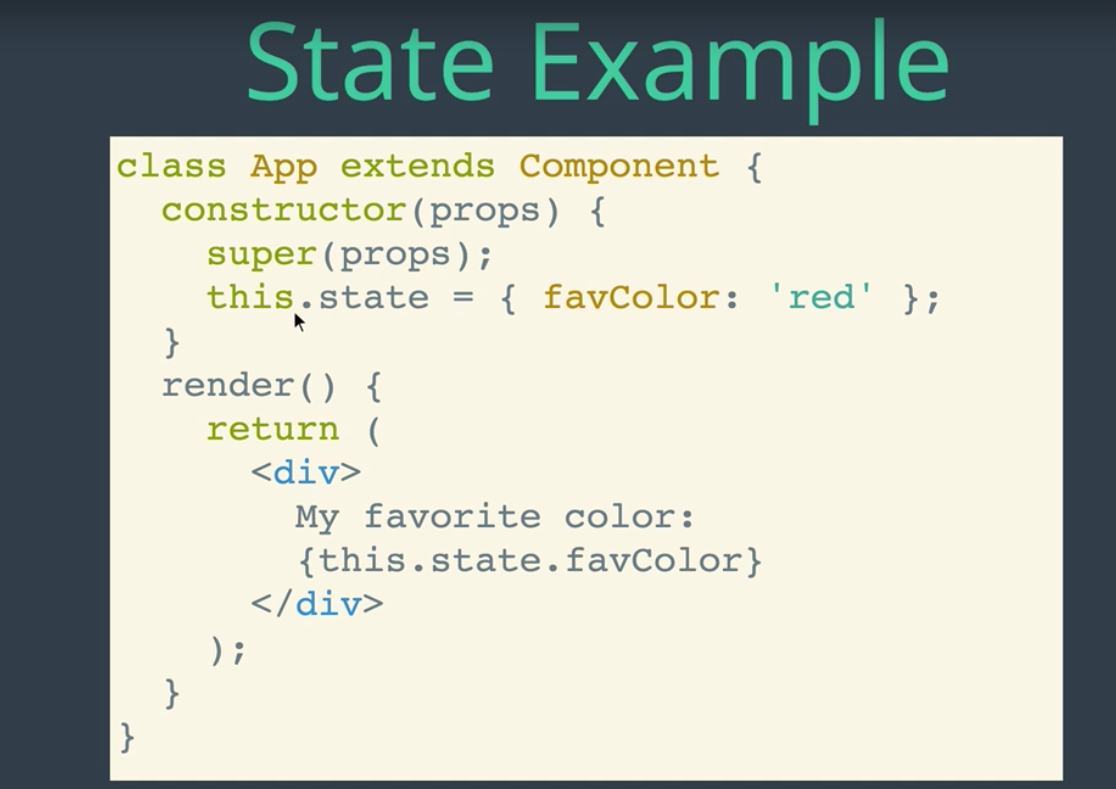 State Example
class App extends Component {
  constructor(props) {
    super(props);
    this.state = { favColor: 'red' };
  }
  render() {
    return (
      <div>
        My favorite color:
        {this.state.favColor}
      </div>
    );
  }
}